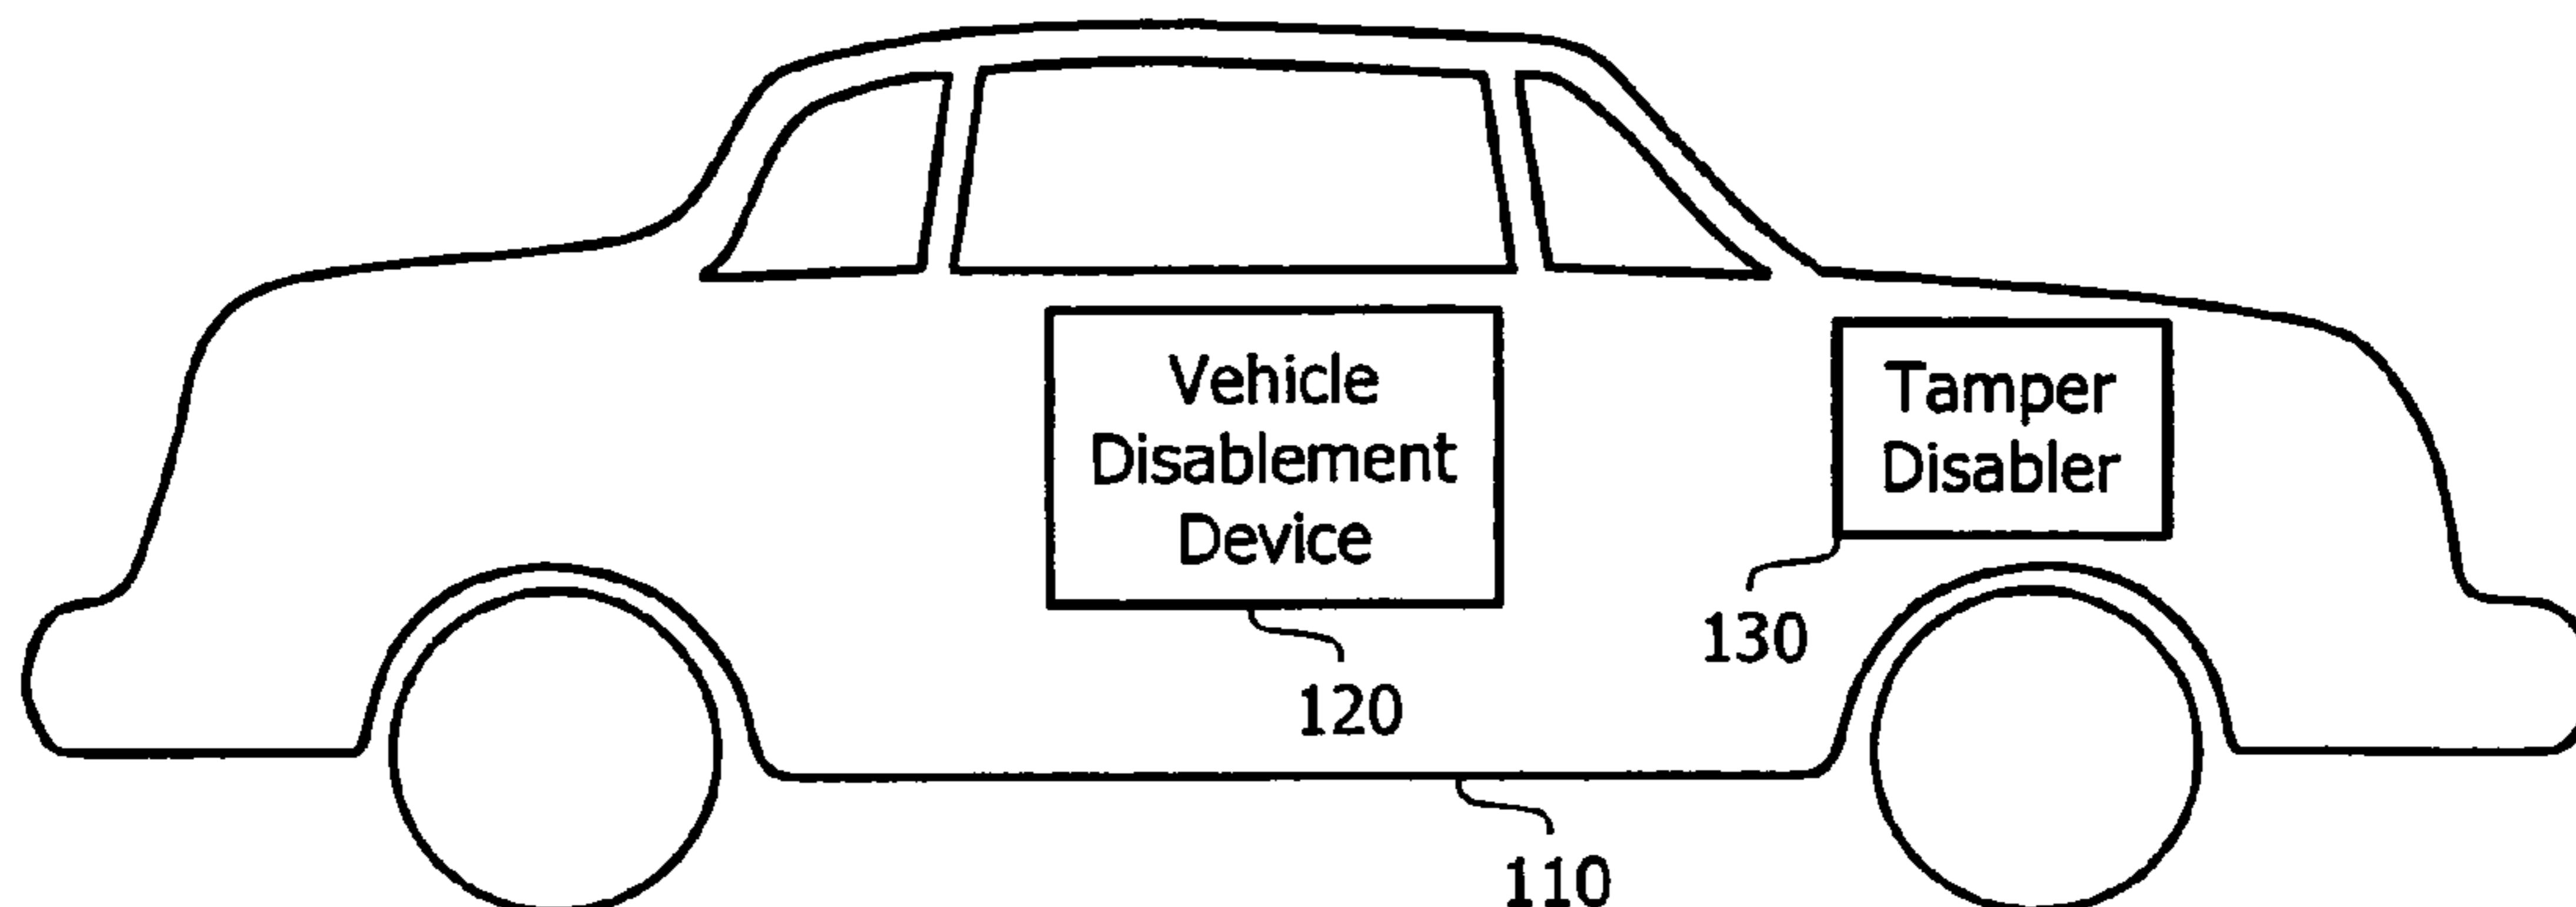 Vehicle
Disablement
Device
Tamper
Disabler
130
120
110